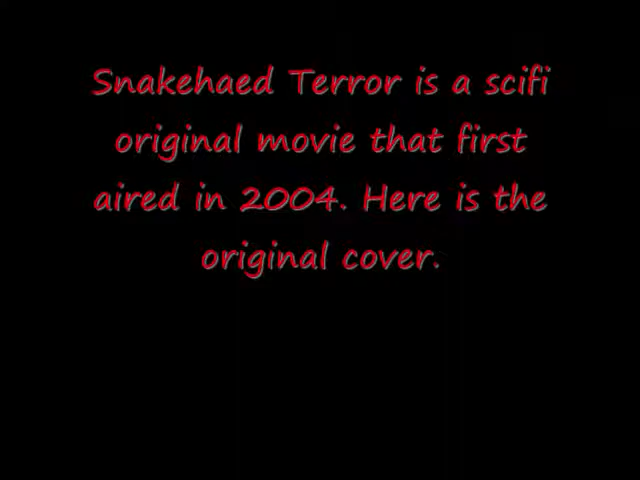 Snakehaed Terror is a scifi
original movie that first
aired in 2004. Here is the
original cover.